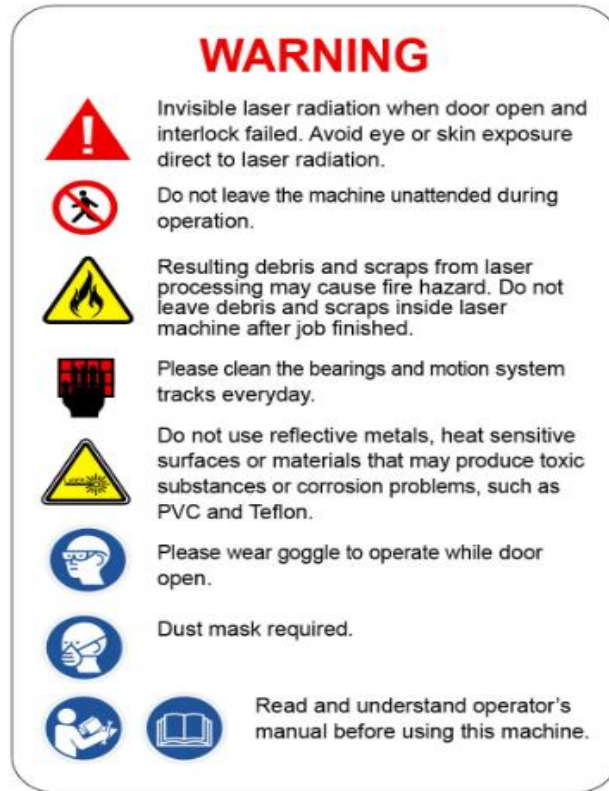 WARNING
Invisible laser radiation when door open and
interlock failed. Avoid eye or skin exposure
direct to laser radiation.
Do not leave the machine unattended during
operation.
Resulting debris and scraps from laser
processing may cause fire hazard. Do not
leave debris and scraps inside laser
machine after job finished.
Please clean the bearings and motion system
tracks everyday.
Do not use reflective metals, heat sensitive
surfaces or materials that may produce toxic
substances or corrosion problems, such as
PVC and Teflon.
Please wear goggle to operate while door
open.
Dust mask required.
Read and understand operator's
manual before using this machine.